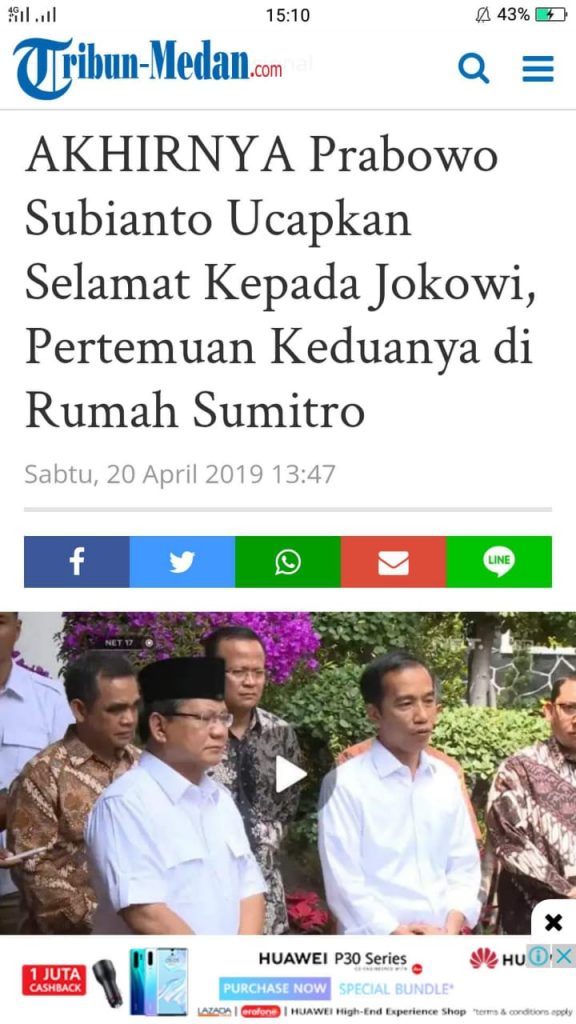 4G 15:10 43%
Tribun-Medan.com
AKHIRNYA Prabowo
Subianto Ucapkan
Selamat Kepada Jokowi,
Pertemuan Keduanya di
Rumah Sumitro
Sabtu, 20 April 2019 13:47
LINE
NET 17
1 JUTA
CASHBACK
HUAWEI P30 Series
PURCHASE NOW SPECIAL BUNDLE*
HU
LAZADA | erafone | HUAWEI High-End Experience Shop *terms & conditions apply